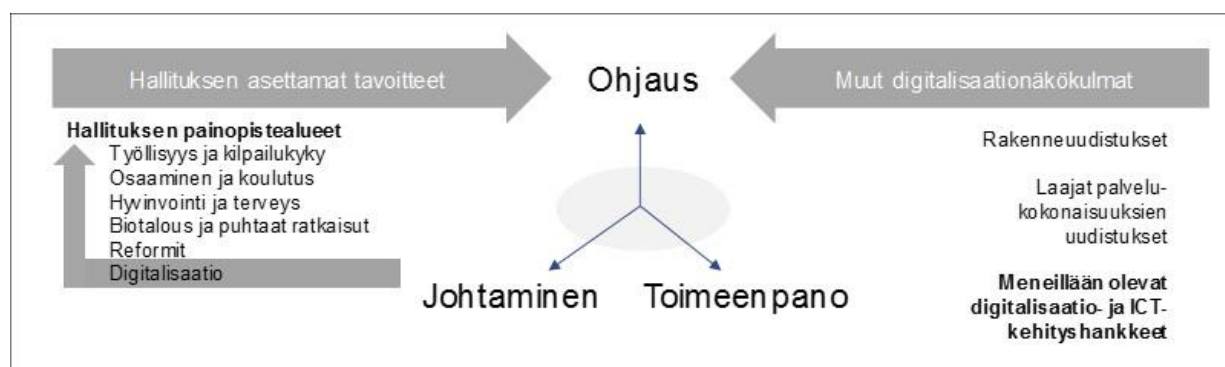 Hallituksen asettamat tavoitteet
Ohjaus
Muut digitalisaationäkökulmat
Hallituksen painopistealueet
Työllisyys ja kilpailukyky
Osaaminen ja koulutus
Hyvinvointi ja terveys
Biotalous ja puhtaat ratkaisut
Reformit
Digitalisaatio
Johtaminen
Toimeenpano
Rakenneuudistukset
Laajat palvelu-
kokonaisuuksien
uudistukset
Meneillään olevat
digitalisaatio- ja ICT-
kehityshankkeet